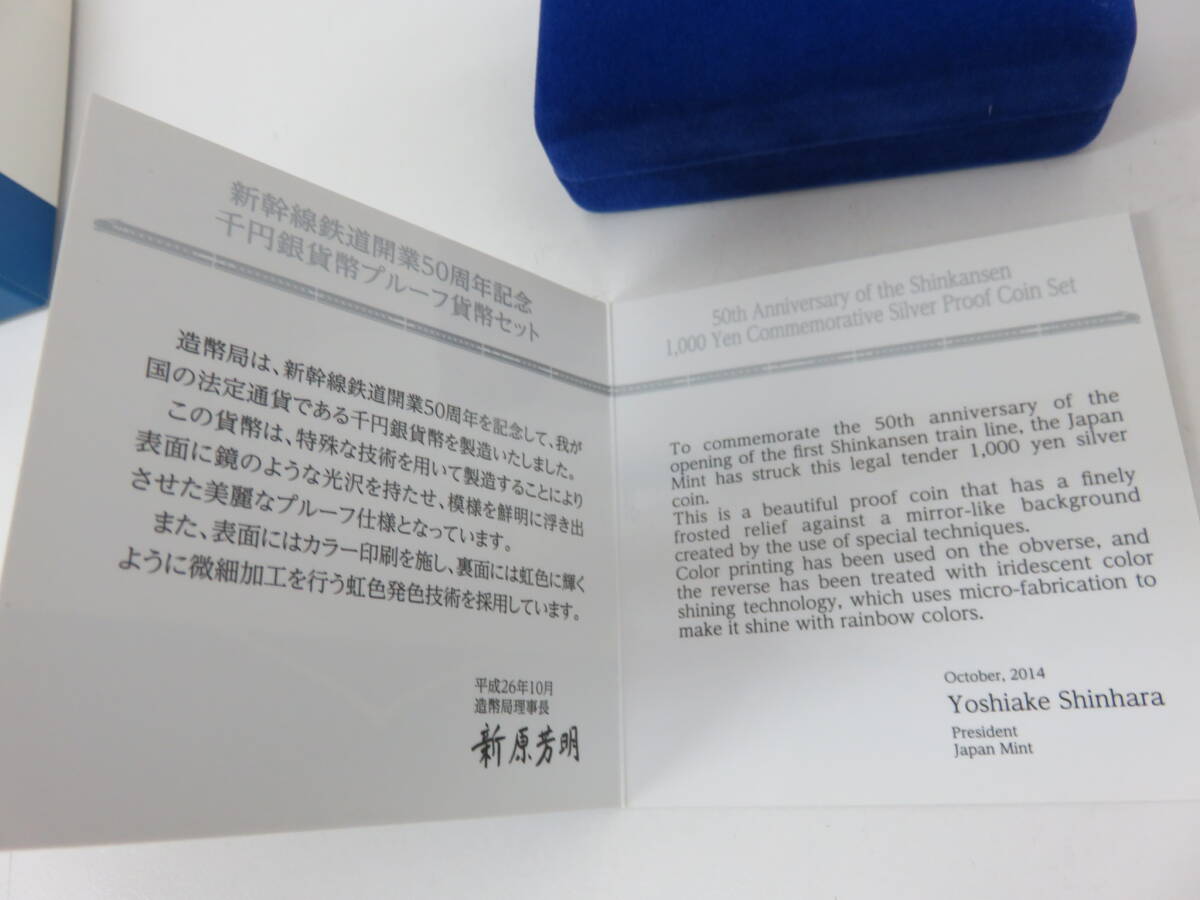 新幹線鉄道開業50周年記念
千円銀貨幣プルーフ貨幣セット
造幣局は、新幹線鉄道開業50周年を記念して、我が
国の法定通貨である千円銀貨幣を製造いたしました。
この貨幣は、特殊な技術を用いて製造することにより
表面に鏡のような光沢を持たせ、模様を鮮明に浮き出
させた美麗なプルーフ仕様となっています。
また、表面にはカラー印刷を施し、裏面には虹色に輝く
ように微細加工を行う虹色発色技術を採用しています。
平成26年10月
造幣局理事長
新原芳明
50th Anniversary of the Shinkansen
1,000 Yen Commemorative Silver Proof Coin Set
To commemorate the 50th anniversary of the
opening of the first Shinkansen train line, the Japan
Mint has struck this legal tender 1,000 yen silver
coin.
This is a beautiful proof coin that has a finely
frosted relief against a mirror-like background
created by the use of special techniques.
Color printing has been used on the obverse, and
the reverse has been treated with iridescent color
shining technology, which uses micro-fabrication to
make it shine with rainbow colors.
October, 2014
Yoshiake Shinhara
President
Japan Mint